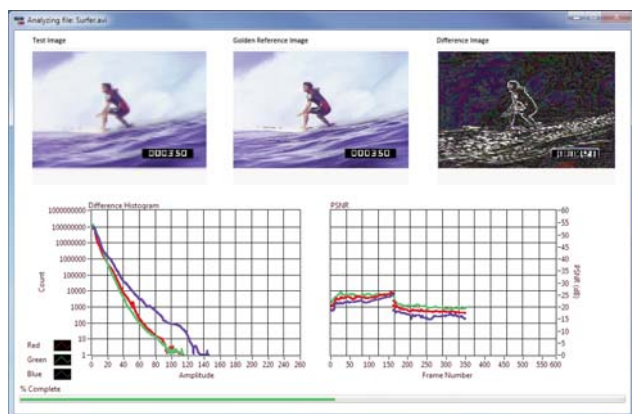 Analyzing file: Surfer.avi
Test Image
Golden Reference Image
Difference Image
000350
000350
Difference Histogram
PSNR
100000000
10000000
1000000
100000
10000
1000
100
10
1
Count
0 20 40 60 80 100 120 140 160 180 200 220 240 260
Amplitude
60
55
50
45
40
35
30
25
20
15
10
5
0
PSNR (dB)
0 50 100 150 200 250 300 350 400 450 500 550 600
Frame Number
Red
Green
Blue
% Complete